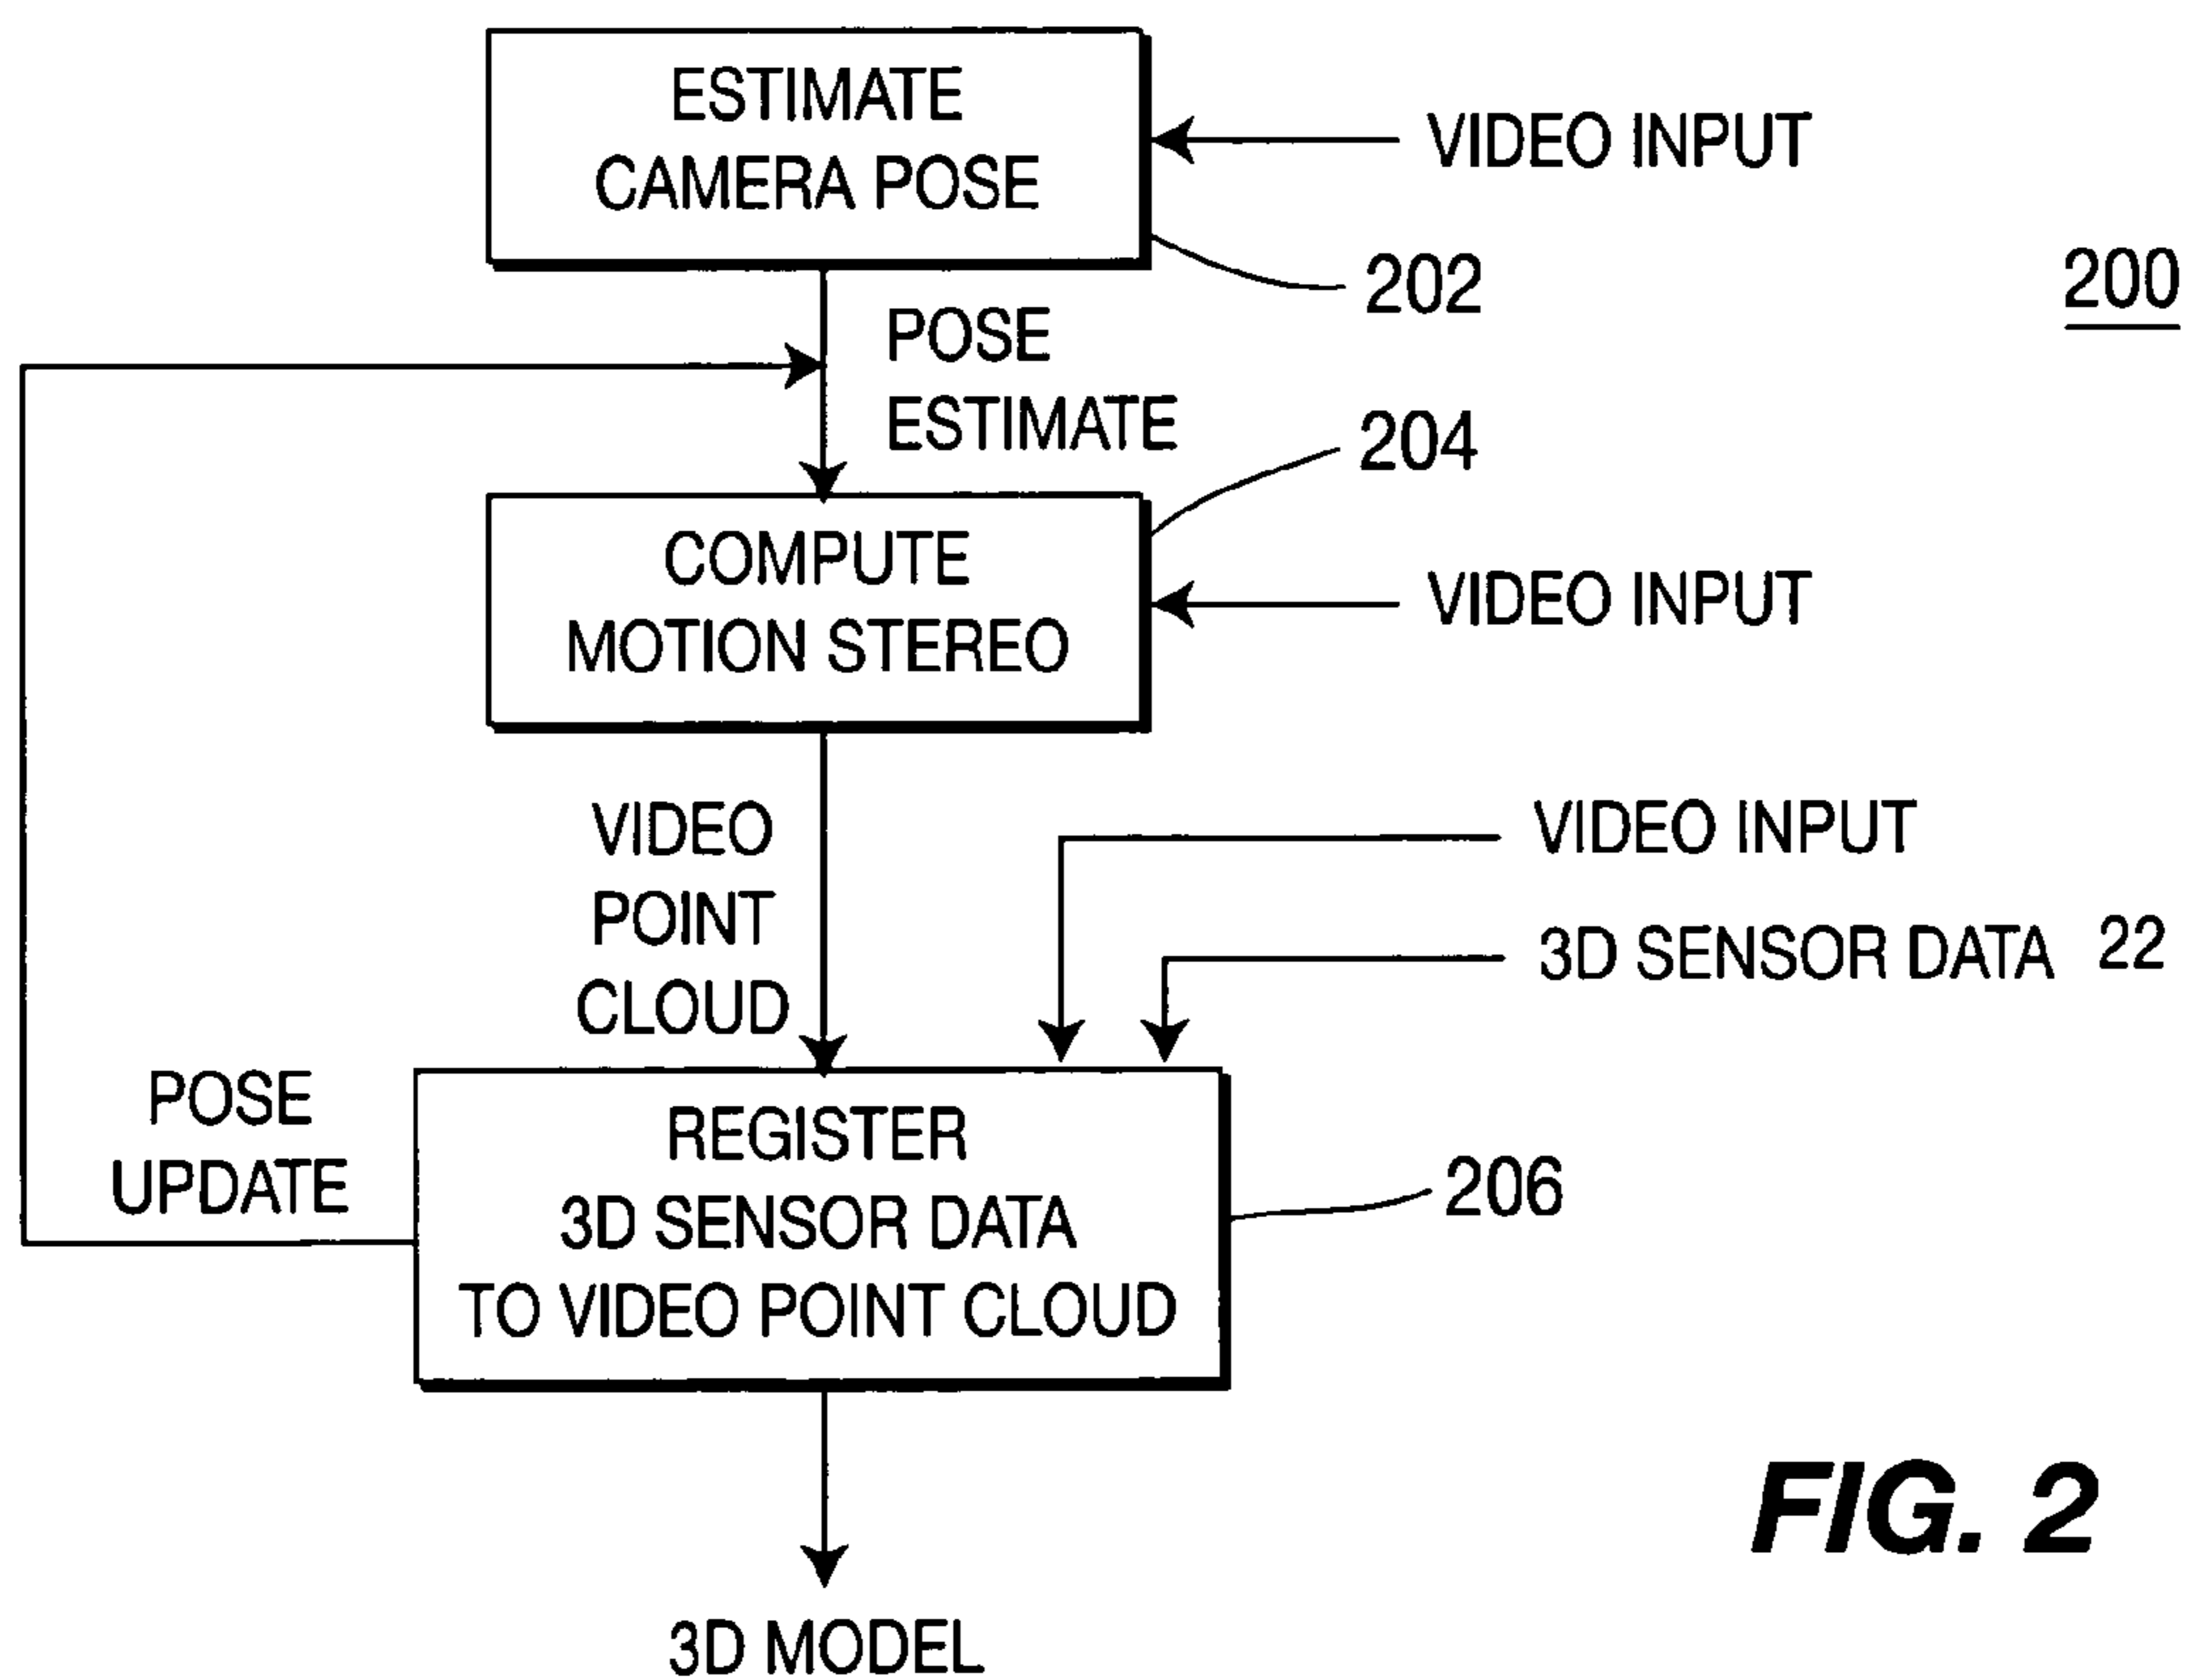 ESTIMATE
CAMERA POSE
VIDEO INPUT
202
200
POSE
ESTIMATE
204
COMPUTE
MOTION STEREO
VIDEO INPUT
VIDEO
POINT
CLOUD
VIDEO INPUT
3D SENSOR DATA 22
POSE
UPDATE
REGISTER
3D SENSOR DATA
TO VIDEO POINT CLOUD
206
3D MODEL
FIG. 2